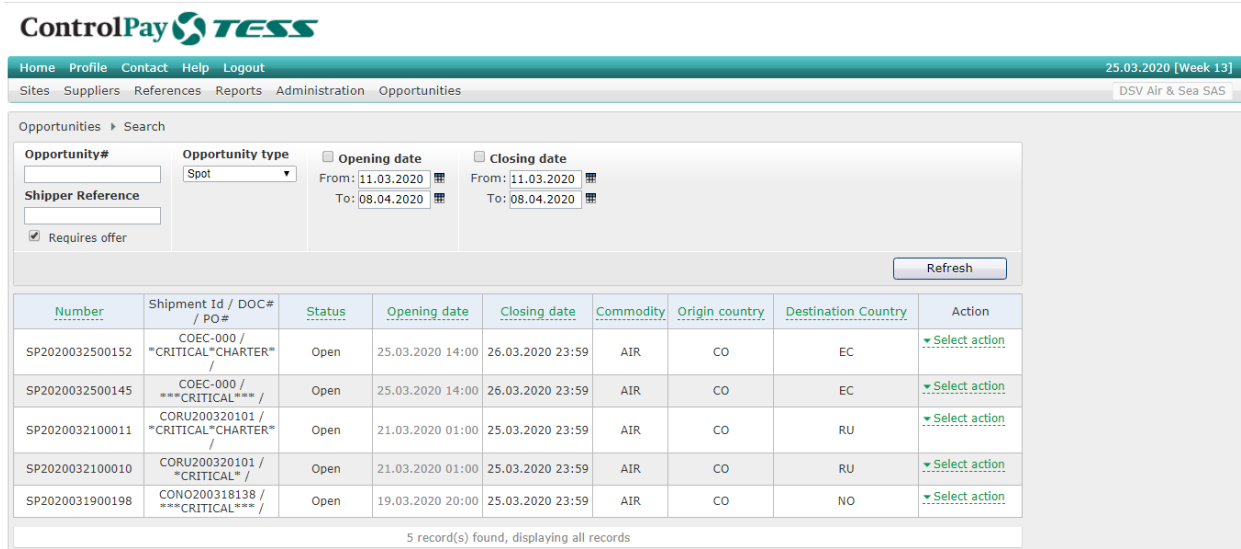 ControlPay TESS
Home Profile Contact Help Logout 25.03.2020 [Week 13]
Sites Suppliers References Reports Administration Opportunities DSV Air & Sea SAS
Opportunities Search
Opportunity# Opportunity type Opening date Closing date
Spot From: 11.03.2020 From: 11.03.2020
Shipper Reference To: 08.04.2020 To: 08.04.2020
Requires offer
Refresh
Number Shipment Id / DOC# / PO# Status Opening date Closing date Commodity Origin country Destination Country Action
SP2020032500152 COEC-000 / *CRITICAL*CHARTER* / Open 25.03.2020 14:00 26.03.2020 23:59 AIR CO EC Select action
SP2020032500145 COEC-000 / ***CRITICAL*** / Open 25.03.2020 14:00 26.03.2020 23:59 AIR CO EC Select action
SP2020032100011 CORU200320101 / *CRITICAL*CHARTER* / Open 21.03.2020 01:00 25.03.2020 23:59 AIR CO RU Select action
SP2020032100010 CORU200320101 / *CRITICAL* / Open 21.03.2020 01:00 25.03.2020 23:59 AIR CO RU Select action
SP2020031900198 CONO200318138 / ***CRITICAL*** / Open 19.03.2020 20:00 25.03.2020 23:59 AIR CO NO Select action
5 record(s) found, displaying all records